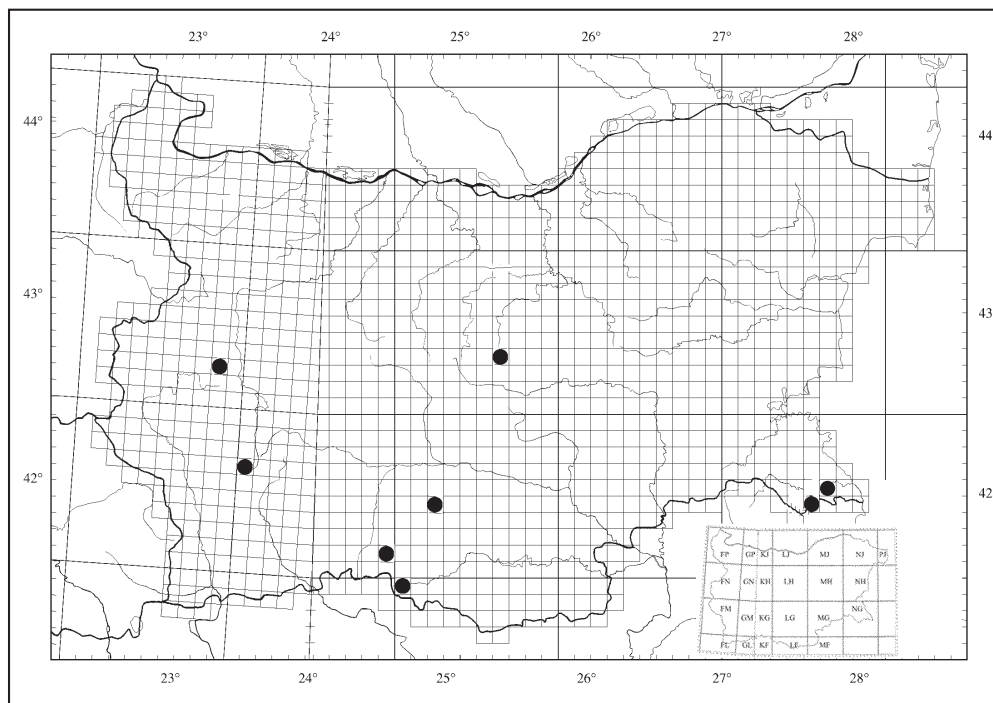 23° 24° 25° 26° 27° 28°
44° 44
43° 43
42° 42
FP GP KJ LJ MJ NJ PJ
FN GN KH LH MH NH
FM GM KG LG MG NG
FL GL KF LF MF
23° 24° 25° 26° 27° 28°